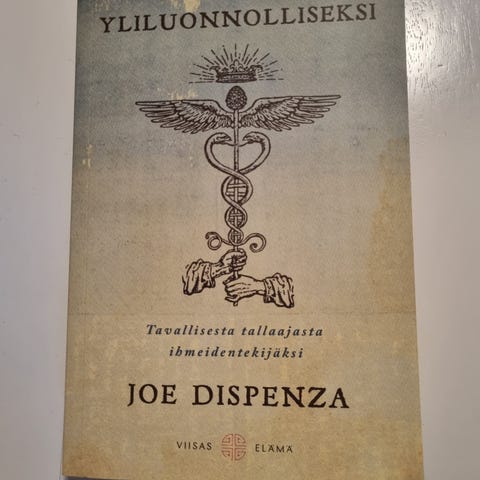 YLILUONNOLLISEKSI
Tavallisesta tallaajasta
ihmeidentekijäksi
JOE DISPENZA
VIISAS ELÄMÄ